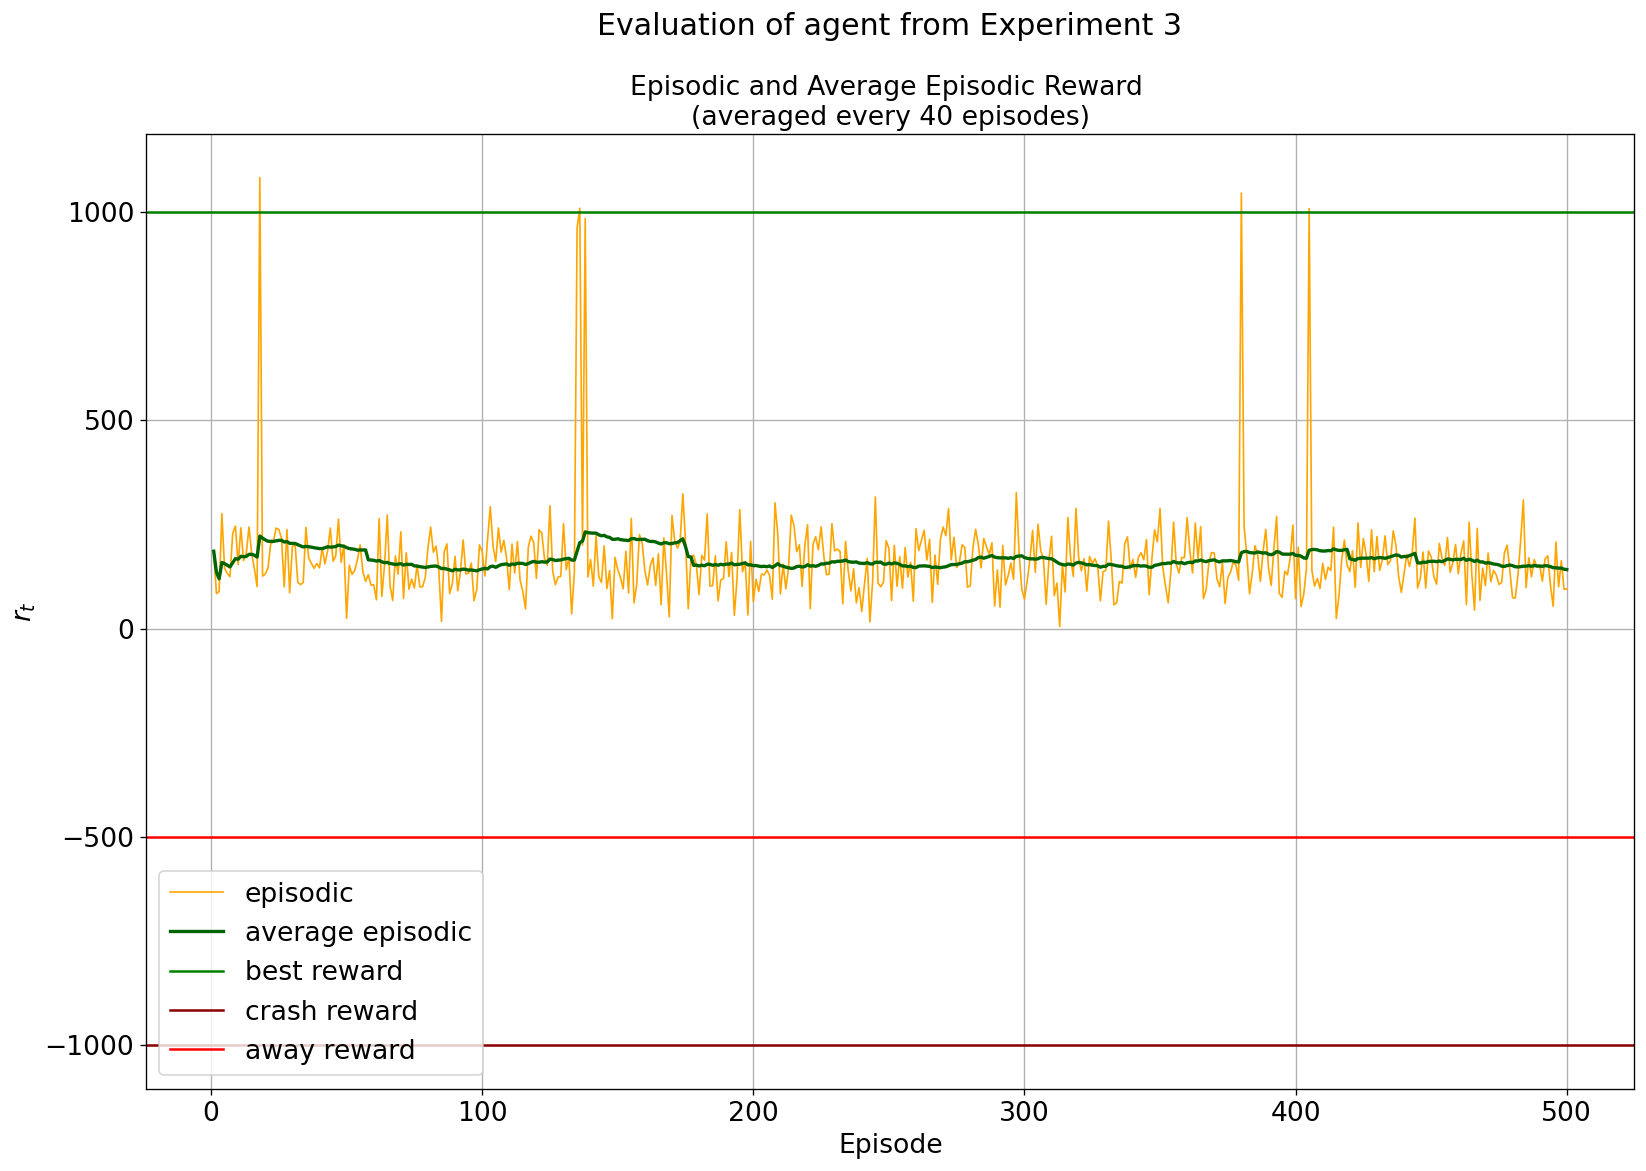 Evaluation of agent from Experiment 3
Episodic and Average Episodic Reward
(averaged every 40 episodes)
1000
500
0
−500
−1000
r_t
episodic
average episodic
best reward
crash reward
away reward
0 100 200 300 400 500
Episode